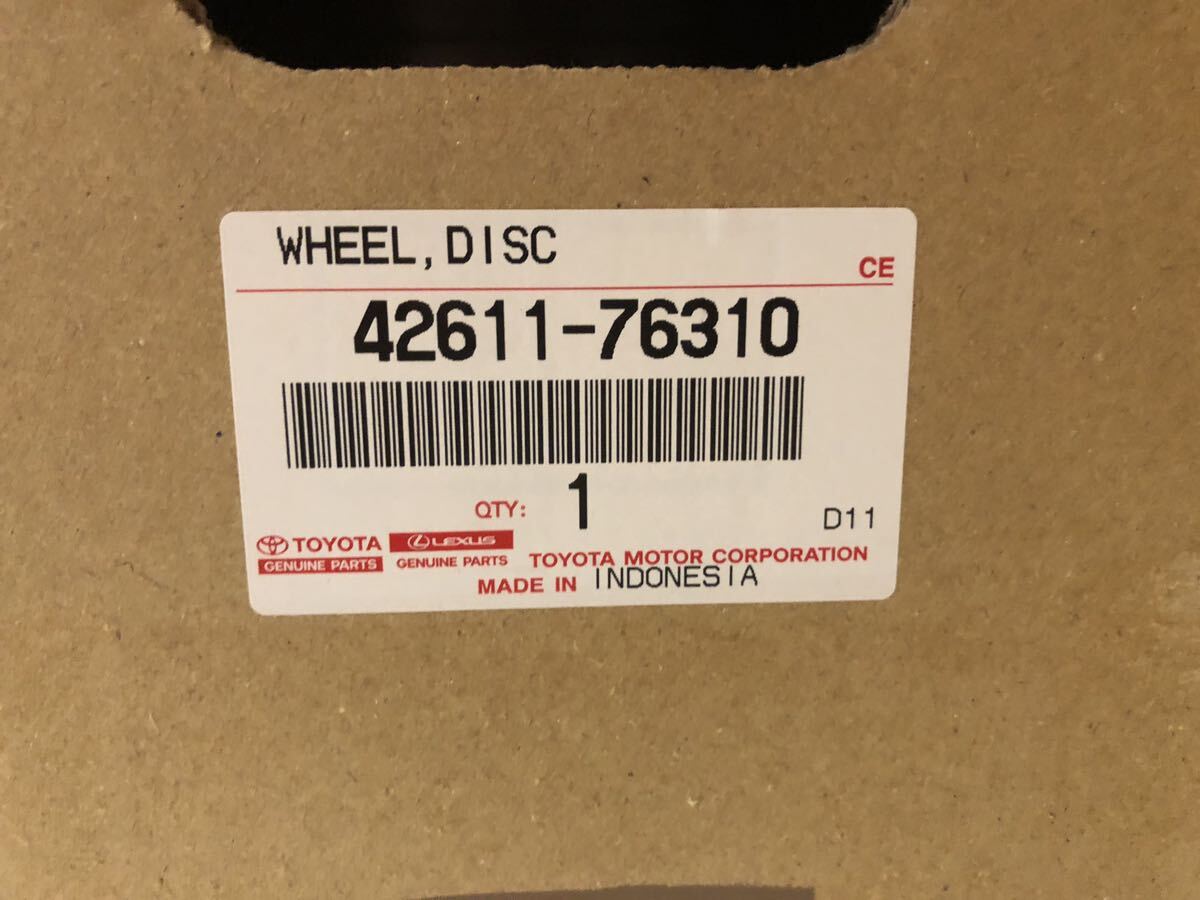 WHEEL,DISC
CE
42611-76310
QTY: 1
D11
TOYOTA
GENUINE PARTS
LEXUS
GENUINE PARTS
TOYOTA MOTOR CORPORATION
MADE IN INDONESIA